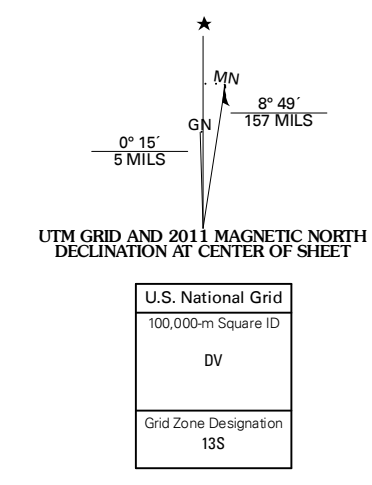 MN
8° 49´
157 MILS
GN
0° 15´
5 MILS
UTM GRID AND 2011 MAGNETIC NORTH
DECLINATION AT CENTER OF SHEET
U.S. National Grid
100,000-m Square ID
DV
Grid Zone Designation
13S